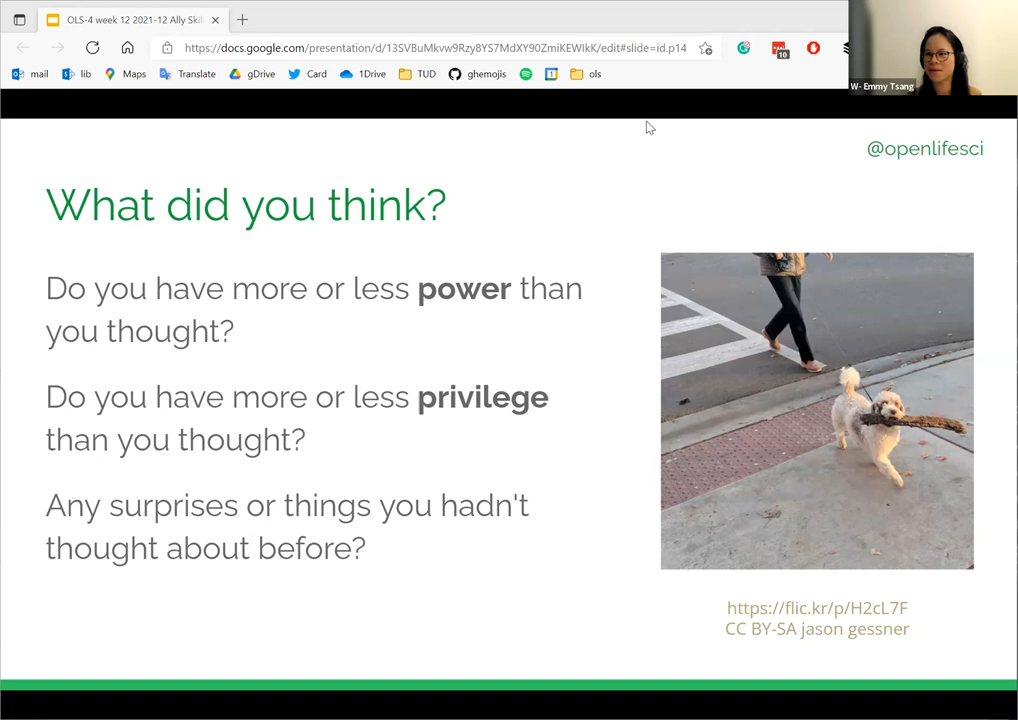 OLS-4 week 12 2021-12 Ally Skil
https://docs.google.com/presentation/d/13SVBuMkvw9Rzy8YS7MdXY90ZmiKEWIkK/edit#slide=id.p14
10
mail
lib
Maps
Translate
gDrive
Card
1Drive
TUD
ghemojis
1
ols
W- Emmy Tsang
@openlifesci
What did you think?
Do you have more or less power than
you thought?
Do you have more or less privilege
than you thought?
Any surprises or things you hadn't
thought about before?
https://flic.kr/p/H2cL7F
CC BY-SA jason gessner